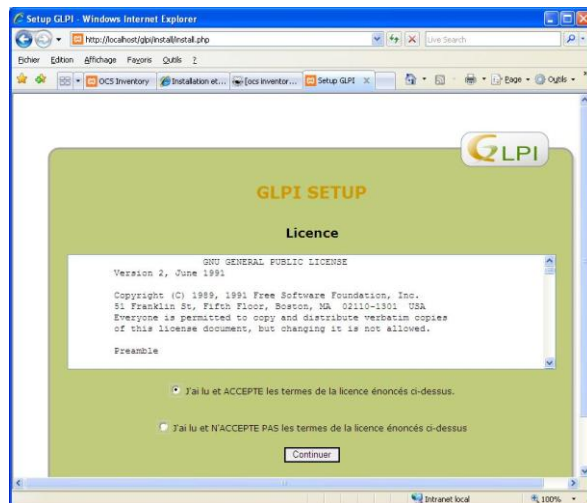 Setup GLPI - Windows Internet Explorer
http://localhost/glpi/install/install.php
Live Search
Fichier Edition Affichage Favoris Outils ?
OCS Inventory Installation et... [ocs inventor... Setup GLPI Page Outils
GLPI
GLPI SETUP
Licence
GNU GENERAL PUBLIC LICENSE
Version 2, June 1991
Copyright (C) 1989, 1991 Free Software Foundation, Inc.
51 Franklin St, Fifth Floor, Boston, MA 02110-1301 USA
Everyone is permitted to copy and distribute verbatim copies
of this license document, but changing it is not allowed.
Preamble
J'ai lu et ACCEPTE les termes de la licence énoncés ci-dessus.
J'ai lu et N'ACCEPTE PAS les termes de la licence énoncés ci-dessus
Continuer
Intranet local 100%